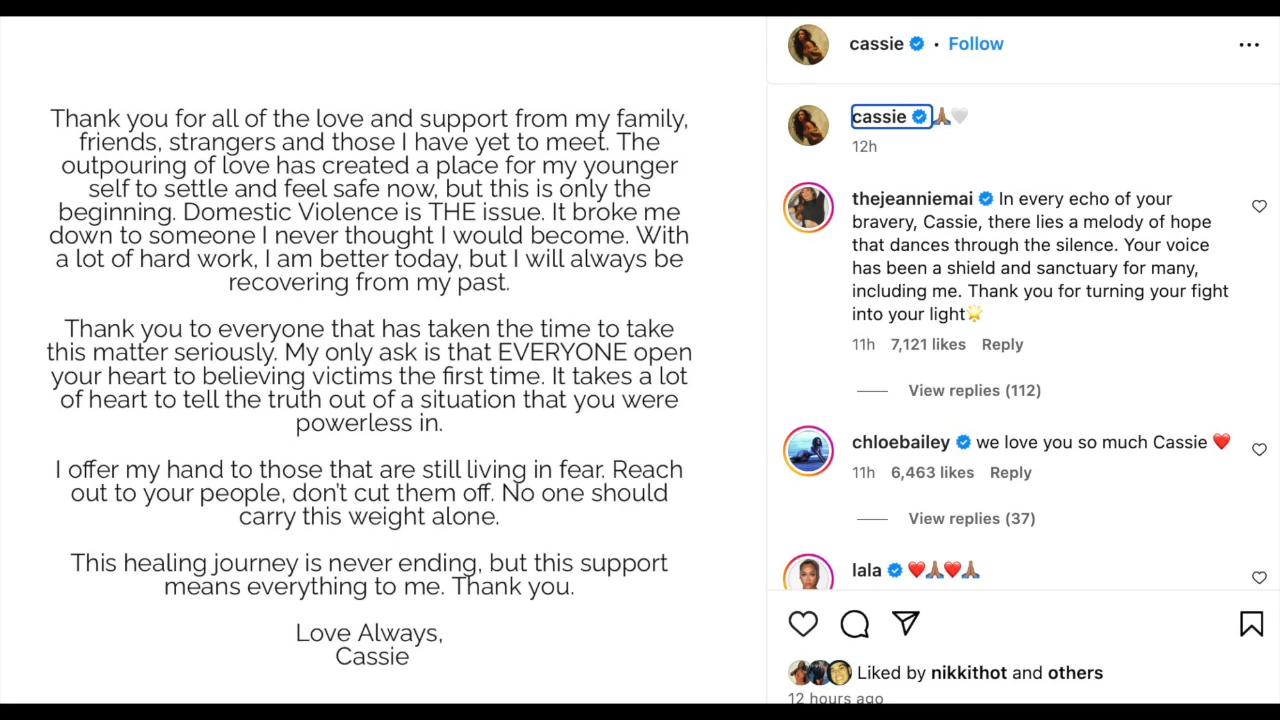 Thank you for all of the love and support from my family,
friends, strangers and those I have yet to meet. The
outpouring of love has created a place for my younger
self to settle and feel safe now, but this is only the
beginning. Domestic Violence is THE issue. It broke me
down to someone I never thought I would become. With
a lot of hard work, I am better today, but I will always be
recovering from my past.
Thank you to everyone that has taken the time to take
this matter seriously. My only ask is that EVERYONE open
your heart to believing victims the first time. It takes a lot
of heart to tell the truth out of a situation that you were
powerless in.
I offer my hand to those that are still living in fear. Reach
out to your people, don't cut them off. No one should
carry this weight alone.
This healing journey is never ending, but this support
means everything to me. Thank you.
Love Always,
Cassie
cassie • Follow
cassie 🙏🏽🤍
12h
thejeanniemai In every echo of your
bravery, Cassie, there lies a melody of hope
that dances through the silence. Your voice
has been a shield and sanctuary for many,
including me. Thank you for turning your fight
into your light🌟
11h 7,121 likes Reply
View replies (112)
chloebailey we love you so much Cassie ❤️
11h 6,463 likes Reply
View replies (37)
lala ❤️🙏🏽❤️🙏🏽
Liked by nikkithot and others
12 hours ago